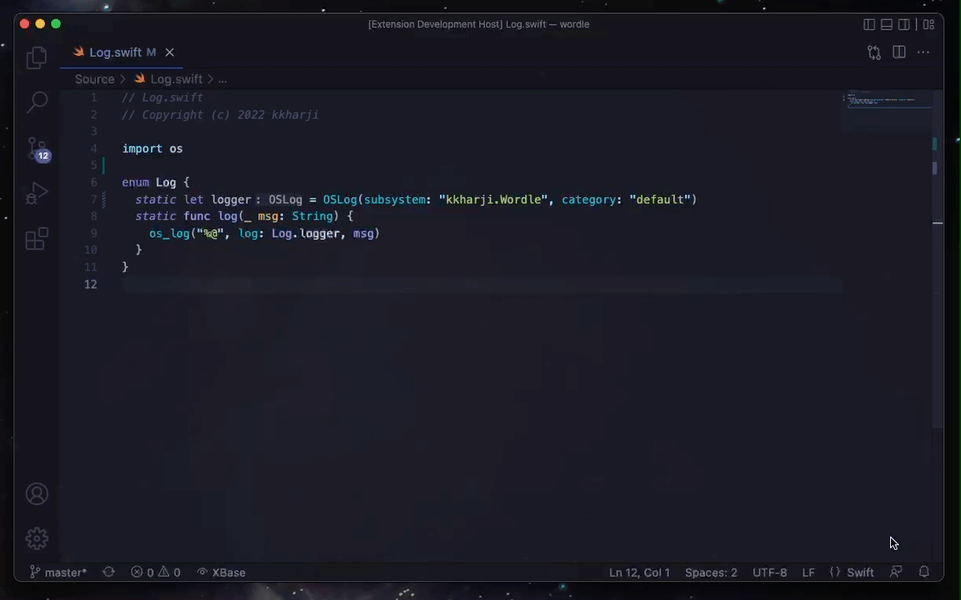 [Extension Development Host] Log.swift — wordle
Log.swift M
Source > Log.swift > ...
1 // Log.swift
2 // Copyright (c) 2022 kkharji
3
4 import os
5
6 enum Log {
7 static let logger: OSLog = OSLog(subsystem: "kkharji.Wordle", category: "default")
8 static func log(_ msg: String) {
9 os_log("%@", log: Log.logger, msg)
10 }
11 }
12
12
master* 0 0 XBase Ln 12, Col 1 Spaces: 2 UTF-8 LF {} Swift